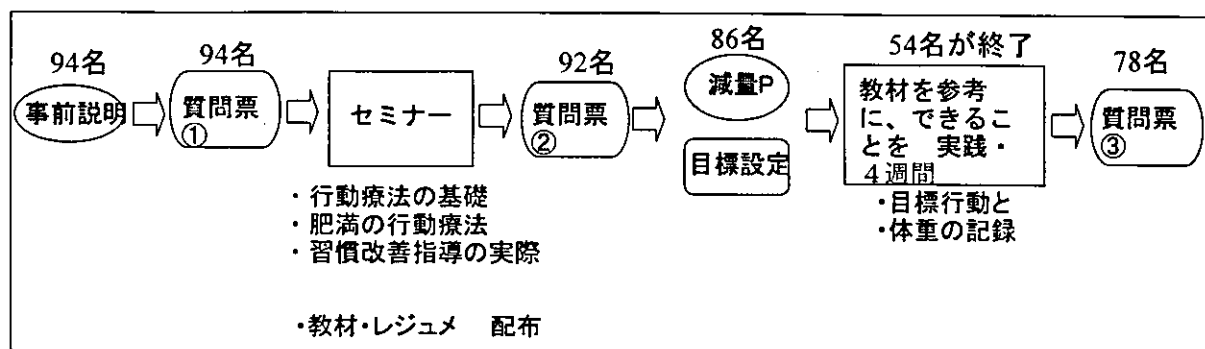 94名
事前説明
94名
質問票
①
セミナー
・行動療法の基礎
・肥満の行動療法
・習慣改善指導の実際
・教材・レジュメ 配布
92名
質問票
②
86名
減量P
目標設定
54名が終了
教材を参考
に、できるこ
とを 実践・
4週間
・目標行動と
・体重の記録
78名
質問票
③